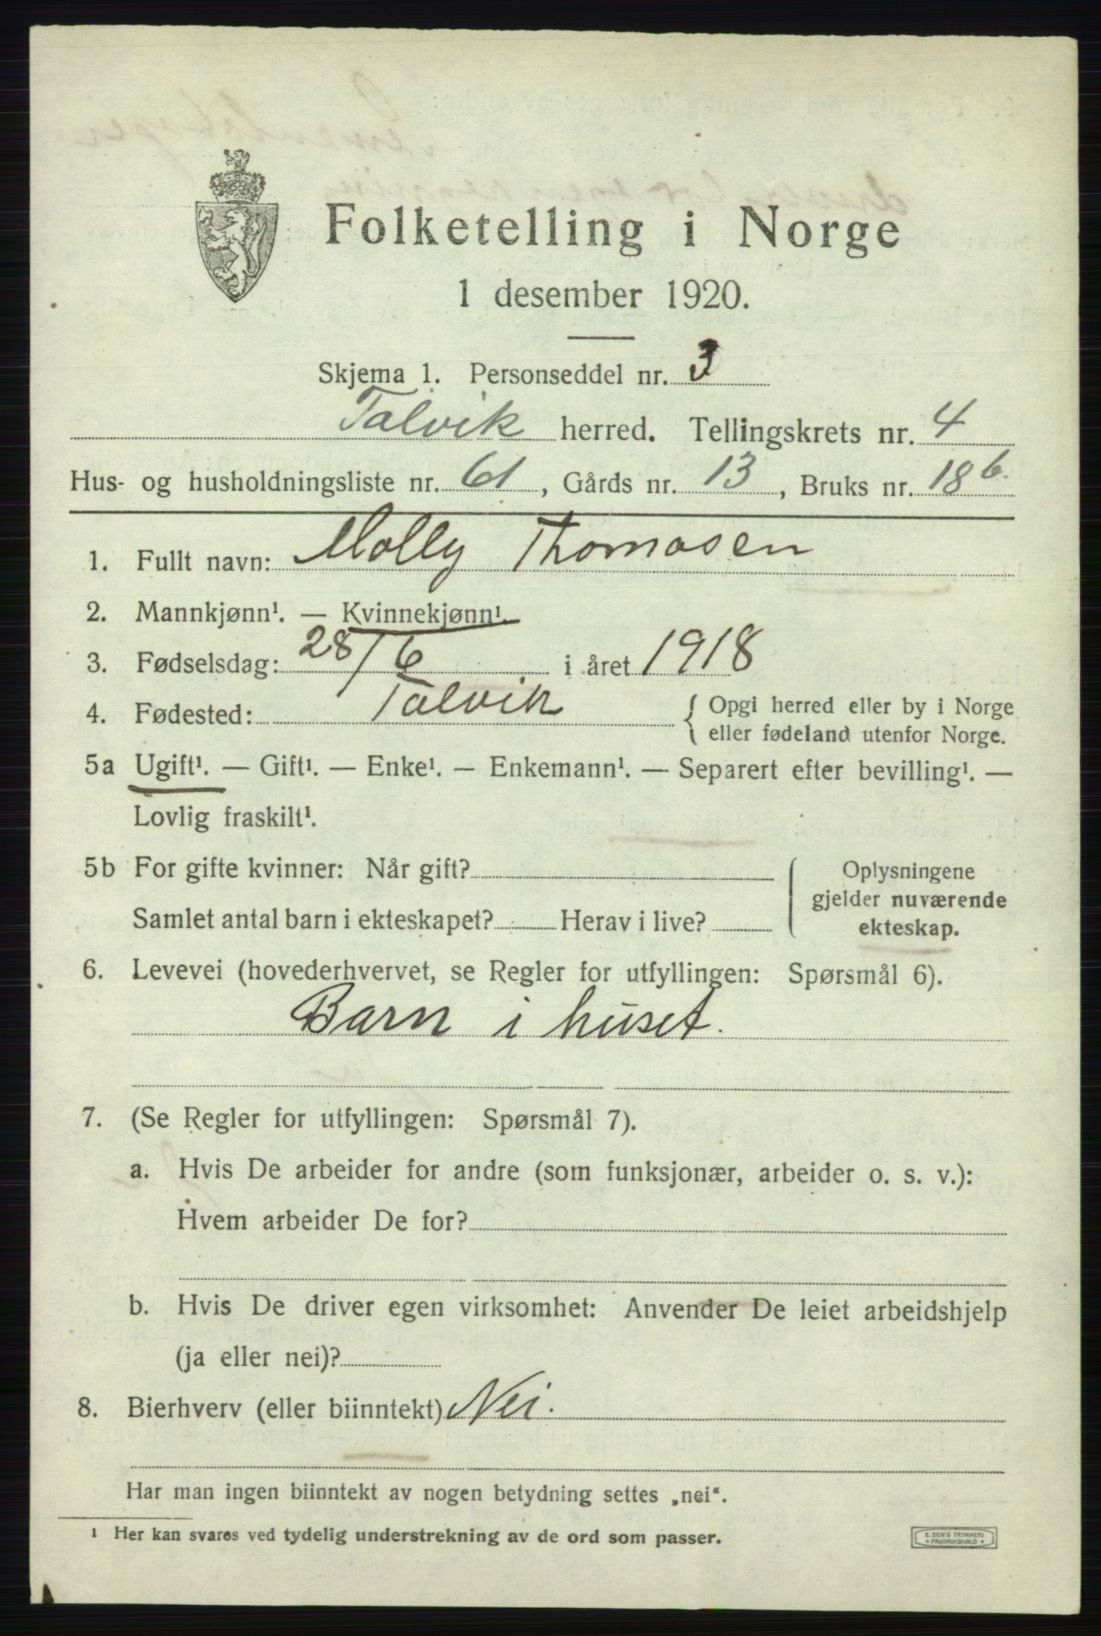 Folketelling i Norge
1 desember 1920.
Skjema 1. Personseddel nr. 3
Talvik herred. Tellingskrets nr. 4
Hus- og husholdningsliste nr. 61, Gårds nr. 13, Bruks nr. 18 b.
1. Fullt navn: Molly Thomasen
2. Mannkjønn¹. — Kvinnekjønn¹.
3. Fødselsdag: 28/6 i året 1918
4. Fødested: Talvik { Opgi herred eller by i Norge
eller fødeland utenfor Norge.
5a Ugift¹. — Gift¹. — Enke¹. — Enkemann¹. — Separert efter bevilling¹. —
Lovlig fraskilt¹.
5b For gifte kvinner: Når gift?
Samlet antal barn i ekteskapet? Herav i live?
Oplysningene
gjelder nuværende
ekteskap.
6. Levevei (hovederhvervet, se Regler for utfyllingen: Spørsmål 6).
Barn i huset.
7. (Se Regler for utfyllingen: Spørsmål 7).
a. Hvis De arbeider for andre (som funksjonær, arbeider o. s. v.):
Hvem arbeider De for?
b. Hvis De driver egen virksomhet: Anvender De leiet arbeidshjelp
(ja eller nei)?
8. Bierhverv (eller biinntekt) Nei.
Har man ingen biinntekt av nogen betydning settes „nei“.
¹ Her kan svares ved tydelig understrekning av de ord som passer.
E. SEM'S TRYKKERI
FREDRIKSHALD